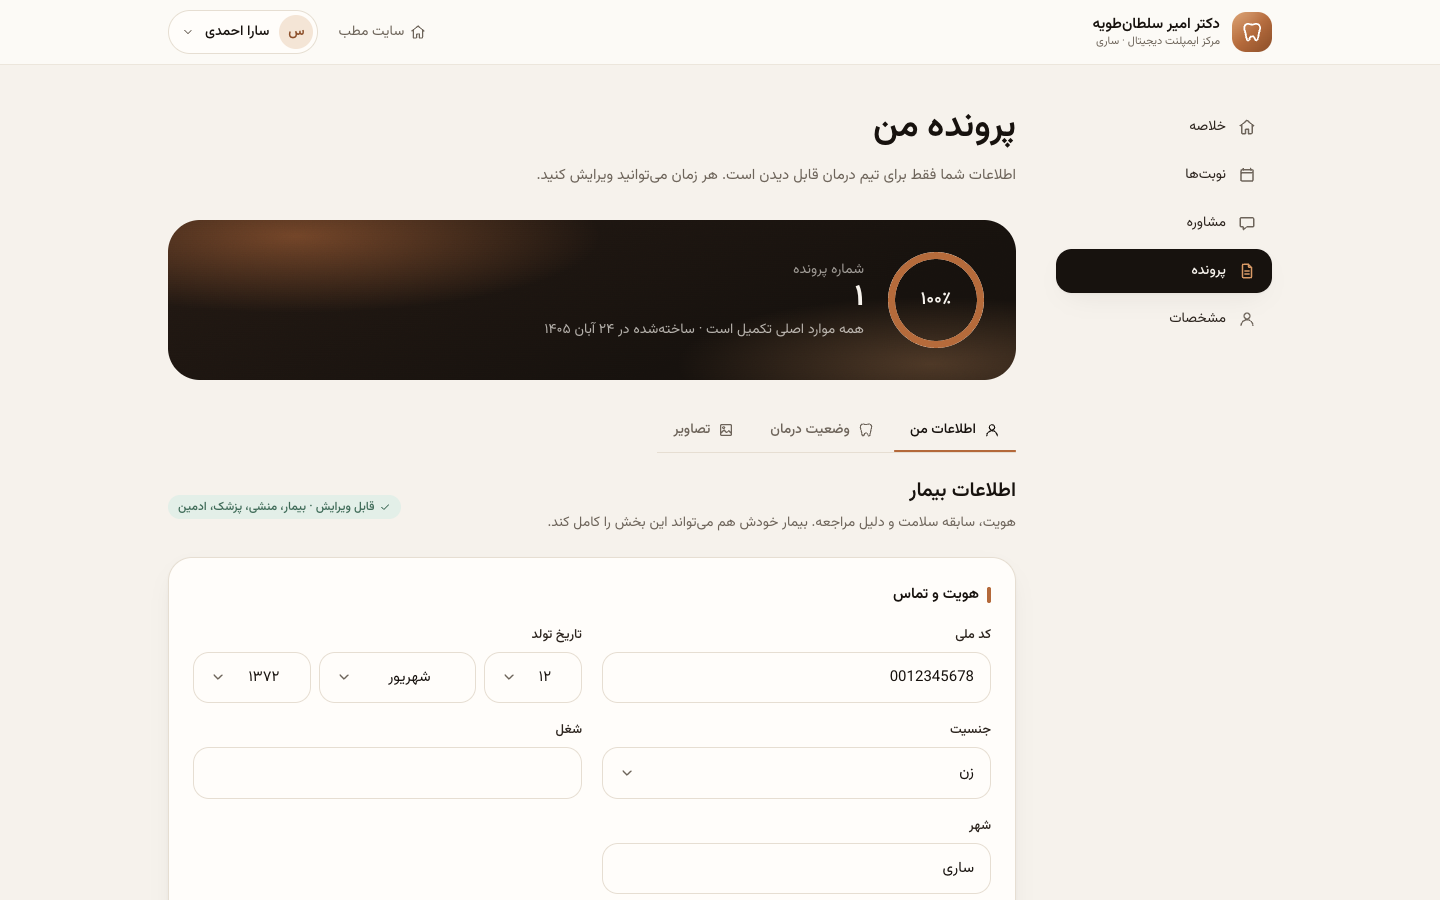 دکتر امیر سلطان‌طویه
مرکز ایمپلنت دیجیتال · ساری
سایت مطب
س
سارا احمدی
خلاصه
نوبت‌ها
مشاوره
پرونده
مشخصات
پرونده من
اطلاعات شما فقط برای تیم درمان قابل دیدن است. هر زمان می‌توانید ویرایش کنید.
۱۰۰٪
شماره پرونده
۱
همه موارد اصلی تکمیل است · ساخته‌شده در ۲۴ آبان ۱۴۰۵
اطلاعات من
وضعیت درمان
تصاویر
اطلاعات بیمار
هویت، سابقه سلامت و دلیل مراجعه. بیمار خودش هم می‌تواند این بخش را کامل کند.
قابل ویرایش · بیمار، منشی، پزشک، ادمین
هویت و تماس
کد ملی
0012345678
تاریخ تولد
۱۲
شهریور
۱۳۷۲
جنسیت
زن
شغل
شهر
ساری